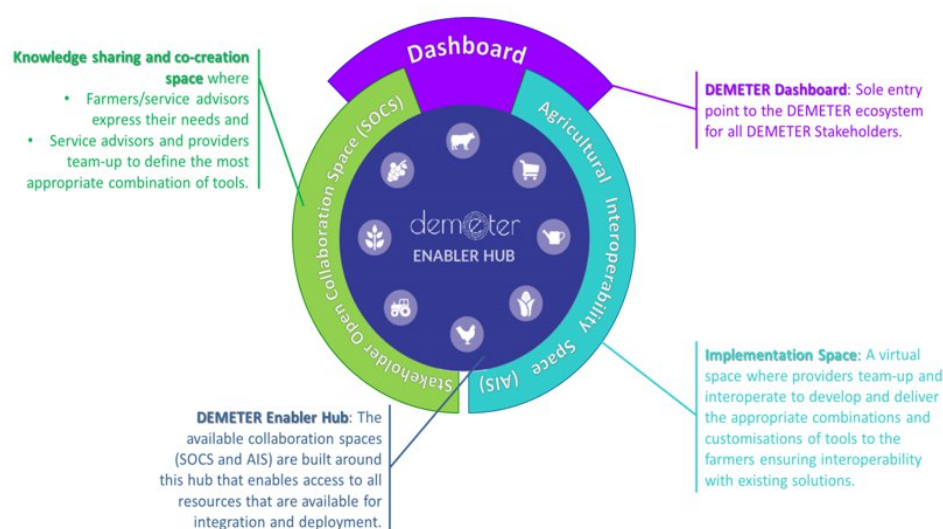 Dashboard
Knowledge sharing and co-creation
space where
• Farmers/service advisors
express their needs and
• Service advisors and providers
team-up to define the most
appropriate combination of tools.
DEMETER Dashboard: Sole entry
point to the DEMETER ecosystem
for all DEMETER Stakeholders.
Stakeholder Open Collaboration Space (SOCS)
Agricultural Interoperability Space (AIS)
demeter
ENABLER HUB
Implementation Space: A virtual
space where providers team-up and
interoperate to develop and deliver
the appropriate combinations and
customisations of tools to the
farmers ensuring interoperability
with existing solutions.
DEMETER Enabler Hub: The
available collaboration spaces
(SOCS and AIS) are built around
this hub that enables access to all
resources that are available for
integration and deployment.